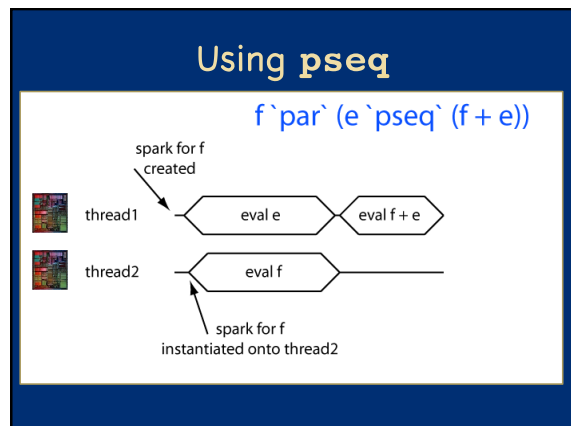 Using pseq
f `par` (e `pseq` (f + e))
spark for f
created
thread1
eval e
eval f + e
thread2
eval f
spark for f
instantiated onto thread2